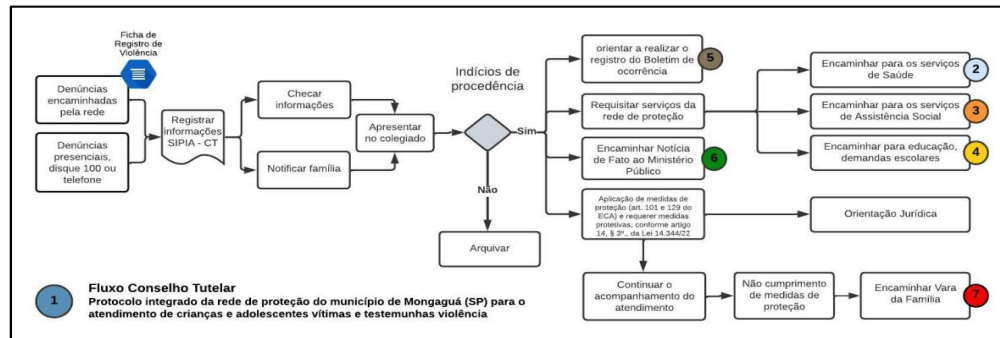 Ficha de
Registro de
Violência
Denúncias
encaminhadas
pela rede
Denúncias
presenciais,
disque 100 ou
telefone
Registrar
informações
SIPIA - CT
Checar
informações
Notificar família
Apresentar
no colegiado
Indícios de
procedência
Sim
Não
Arquivar
orientar a realizar o
registro do Boletim de
ocorrência
5
Requisitar serviços da
rede de proteção
Encaminhar Notícia
de Fato ao Ministério
Público
6
Aplicação de medidas de
proteção (art. 101 e 129 do
ECA) e requerer medidas
protetivas, conforme artigo
14, § 3º., da Lei 14.344/22
Encaminhar para os serviços
de Saúde
2
Encaminhar para os serviços
de Assistência Social
3
Encaminhar para educação,
demandas escolares
4
Orientação Jurídica
Continuar o
acompanhamento do
atendimento
Não cumprimento
de medidas de
proteção
Encaminhar Vara
da Família
7
1
Fluxo Conselho Tutelar
Protocolo integrado da rede de proteção do município de Mongaguá (SP) para o
atendimento de crianças e adolescentes vítimas e testemunhas violência